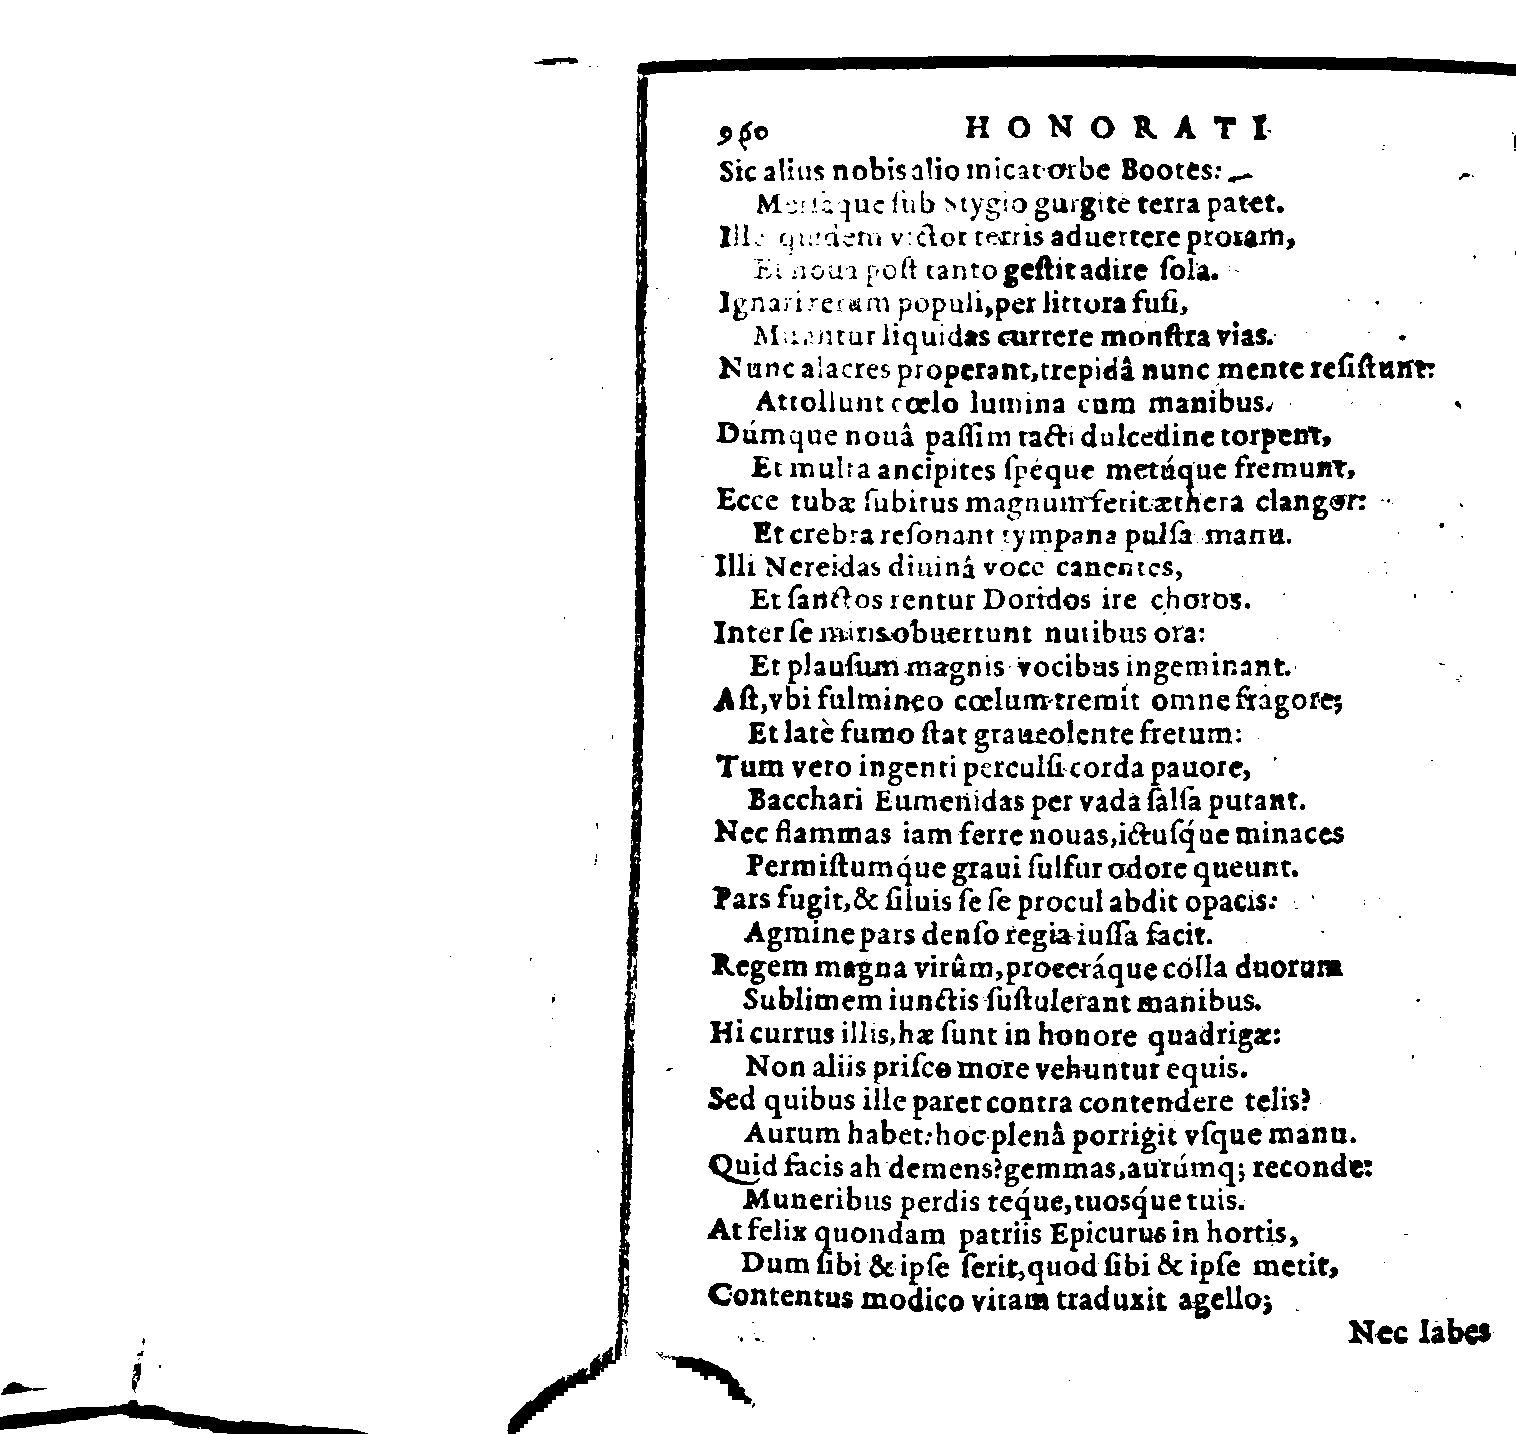 960 HONORATI
Sic alius nobis alio micat orbe Bootes:
Mersáque sub Stygio gurgite terra patet.
Ille quidem victor terris aduertere proram,
Et noua post tanto gestit adire sola.
Ignari rerum populi, per littora fusi,
Mirantur liquidas currere monstra vias.
Nunc alacres properant, trepidâ nunc mente resistunt:
Attollunt cœlo lumina cum manibus.
Dúmque nouâ passim tacti dulcedine torpent,
Et multa ancipites spéque metúque fremunt,
Ecce tubæ subitus magnum ferit æthera clangor:
Et crebra resonant tympana pulsa manu.
Illi Nereidas diuinâ voce canentes,
Et sanctos rentur Doridos ire choros.
Inter se miris obuertunt nutibus ora:
Et plausum magnis vocibus ingeminant.
Ast, vbi fulmineo cœlum tremit omne fragore;
Et latè fumo stat graueolente fretum:
Tum vero ingenti perculsi corda pauore,
Bacchari Eumenidas per vada salsa putant.
Nec flammas iam ferre nouas, ictusq́ue minaces
Permistumq́ue graui sulfur odore queunt.
Pars fugit, & siluis se se procul abdit opacis:
Agmine pars denso regia iussa facit.
Regem magna virûm, proceráque colla duorum
Sublimem iunctis sustulerant manibus.
Hi currus illis, hæ sunt in honore quadrigæ:
Non aliis prisco more vehuntur equis.
Sed quibus ille paret contra contendere telis?
Aurum habet: hoc plenâ porrigit vsque manu.
Quid facis ah demens? gemmas, aurúmq; reconde:
Muneribus perdis teq́ue, tuosq́ue tuis.
At felix quondam patriis Epicurus in hortis,
Dum sibi & ipse serit, quod sibi & ipse metit,
Contentus modico vitam traduxit agello;
Nec labes